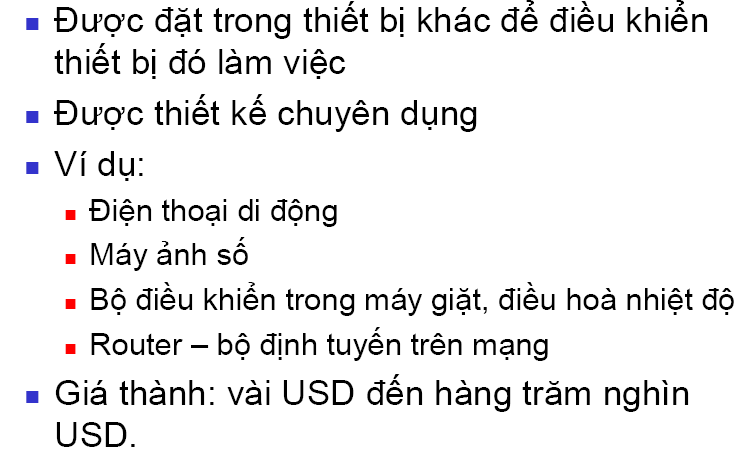 Được đặt trong thiết bị khác để điều khiển
thiết bị đó làm việc
Được thiết kế chuyên dụng
Ví dụ:
Điện thoại di động
Máy ảnh số
Bộ điều khiển trong máy giặt, điều hoà nhiệt độ
Router – bộ định tuyến trên mạng
Giá thành: vài USD đến hàng trăm nghìn
USD.